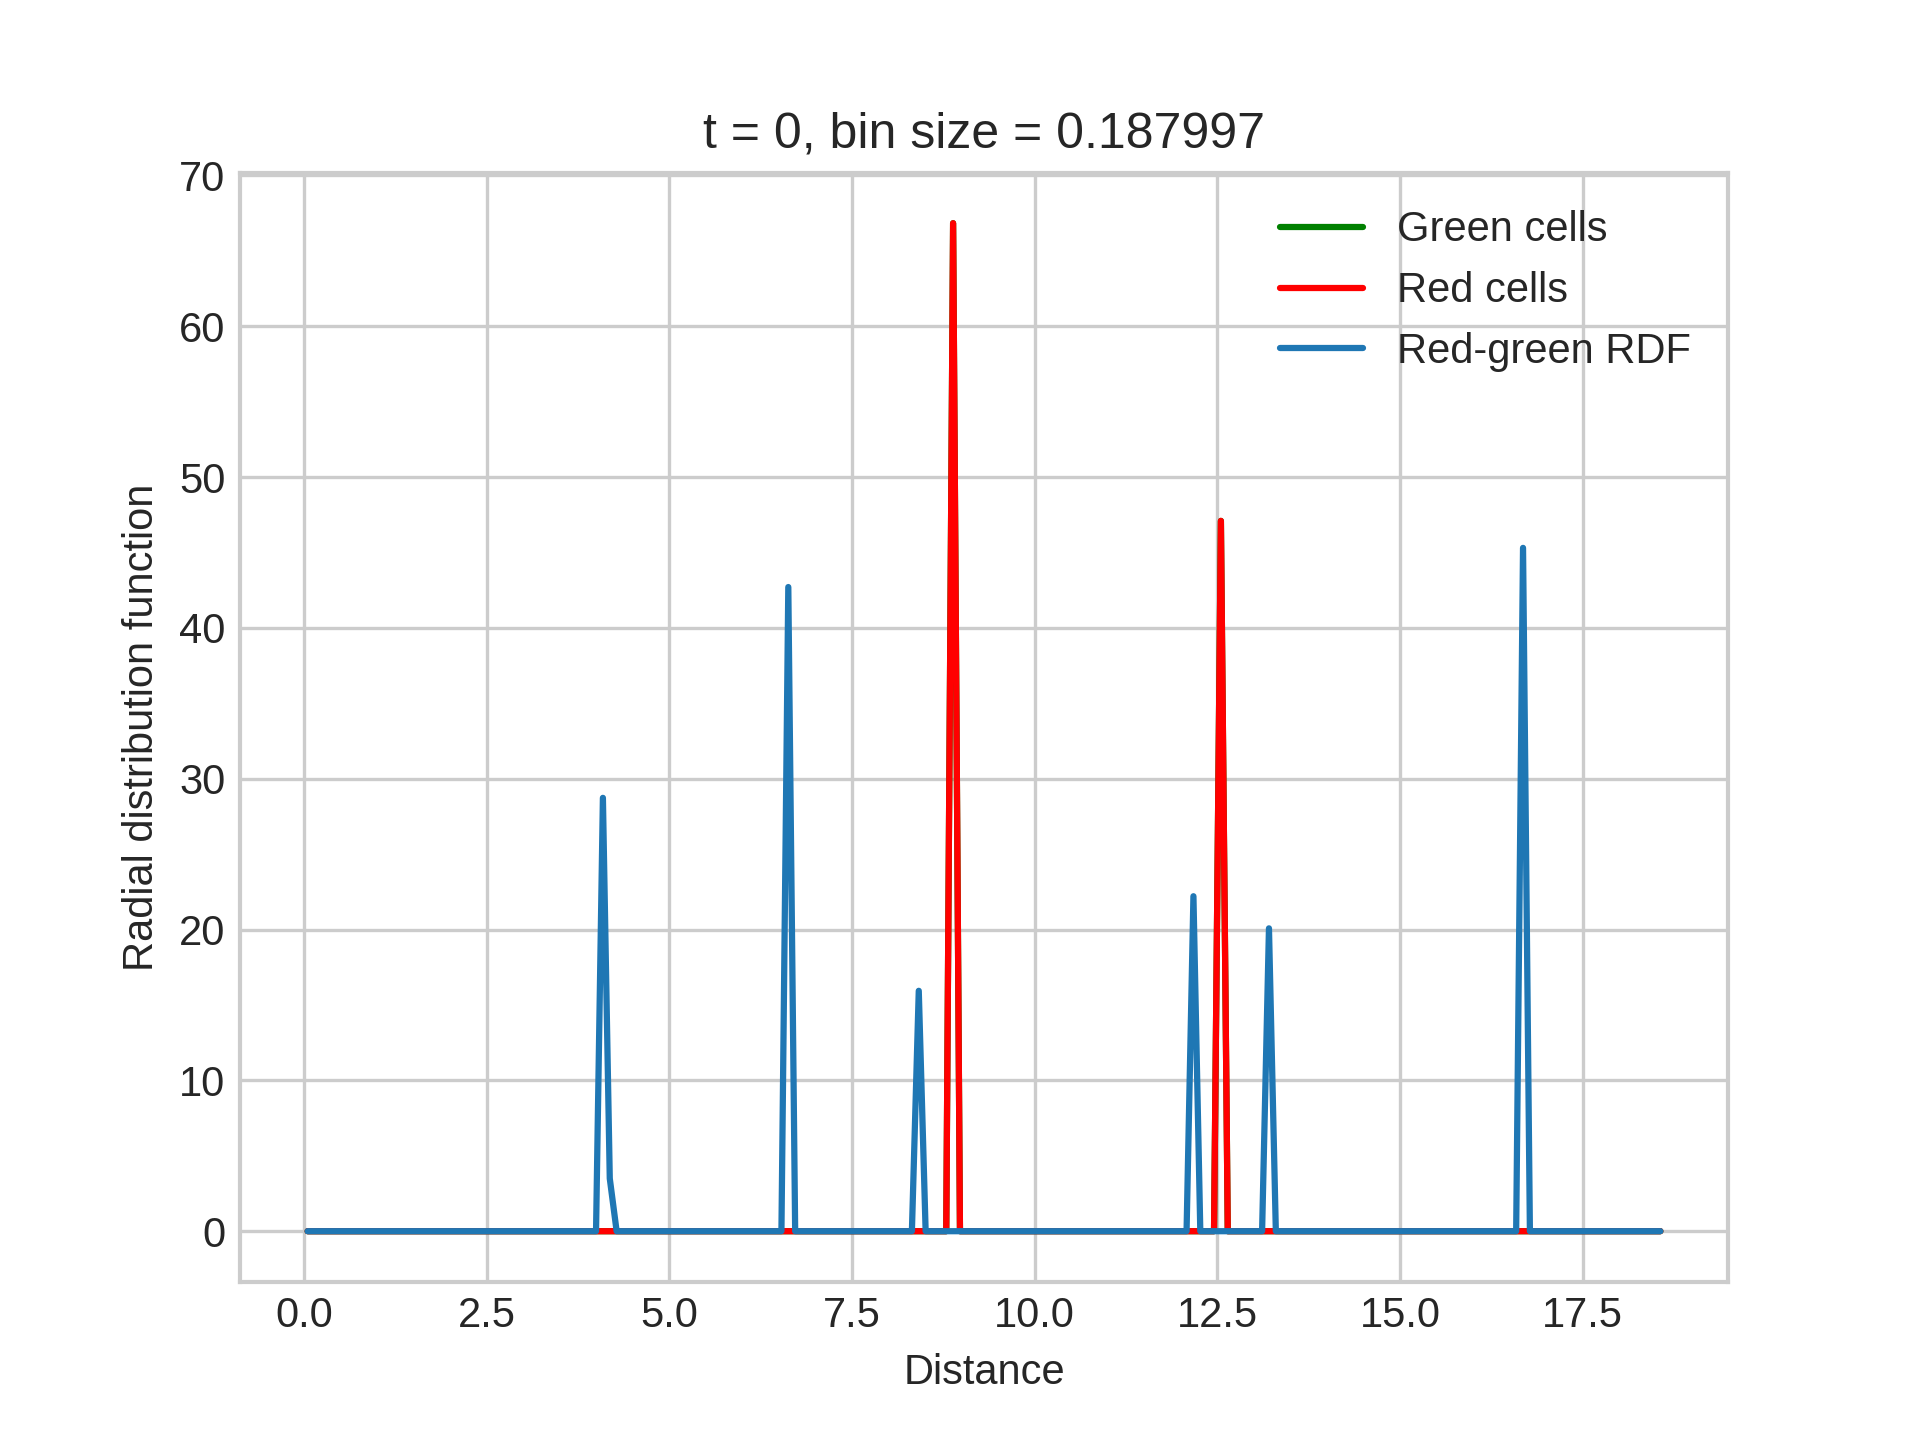 t = 0, bin size = 0.187997
70
60
50
40
30
20
10
0
Radial distribution function
Green cells
Red cells
Red-green RDF
0.0 2.5 5.0 7.5 10.0 12.5 15.0 17.5
Distance